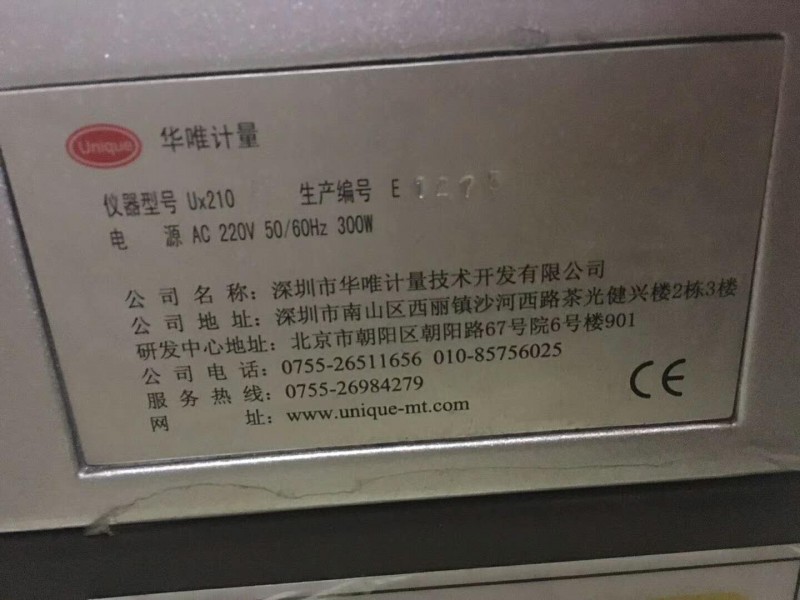 Unique 华唯计量
仪器型号 Ux210 生产编号 E
电 源 AC 220V 50/60Hz 300W
公 司 名 称：深圳市华唯计量技术开发有限公司
公 司 地 址：深圳市南山区西丽镇沙河西路茶光健兴楼2栋3楼
研发中心地址：北京市朝阳区朝阳路67号院6号楼901
公 司 电 话：0755-26511656 010-85756025
服 务 热 线：0755-26984279
网 址：www.unique-mt.com
CE